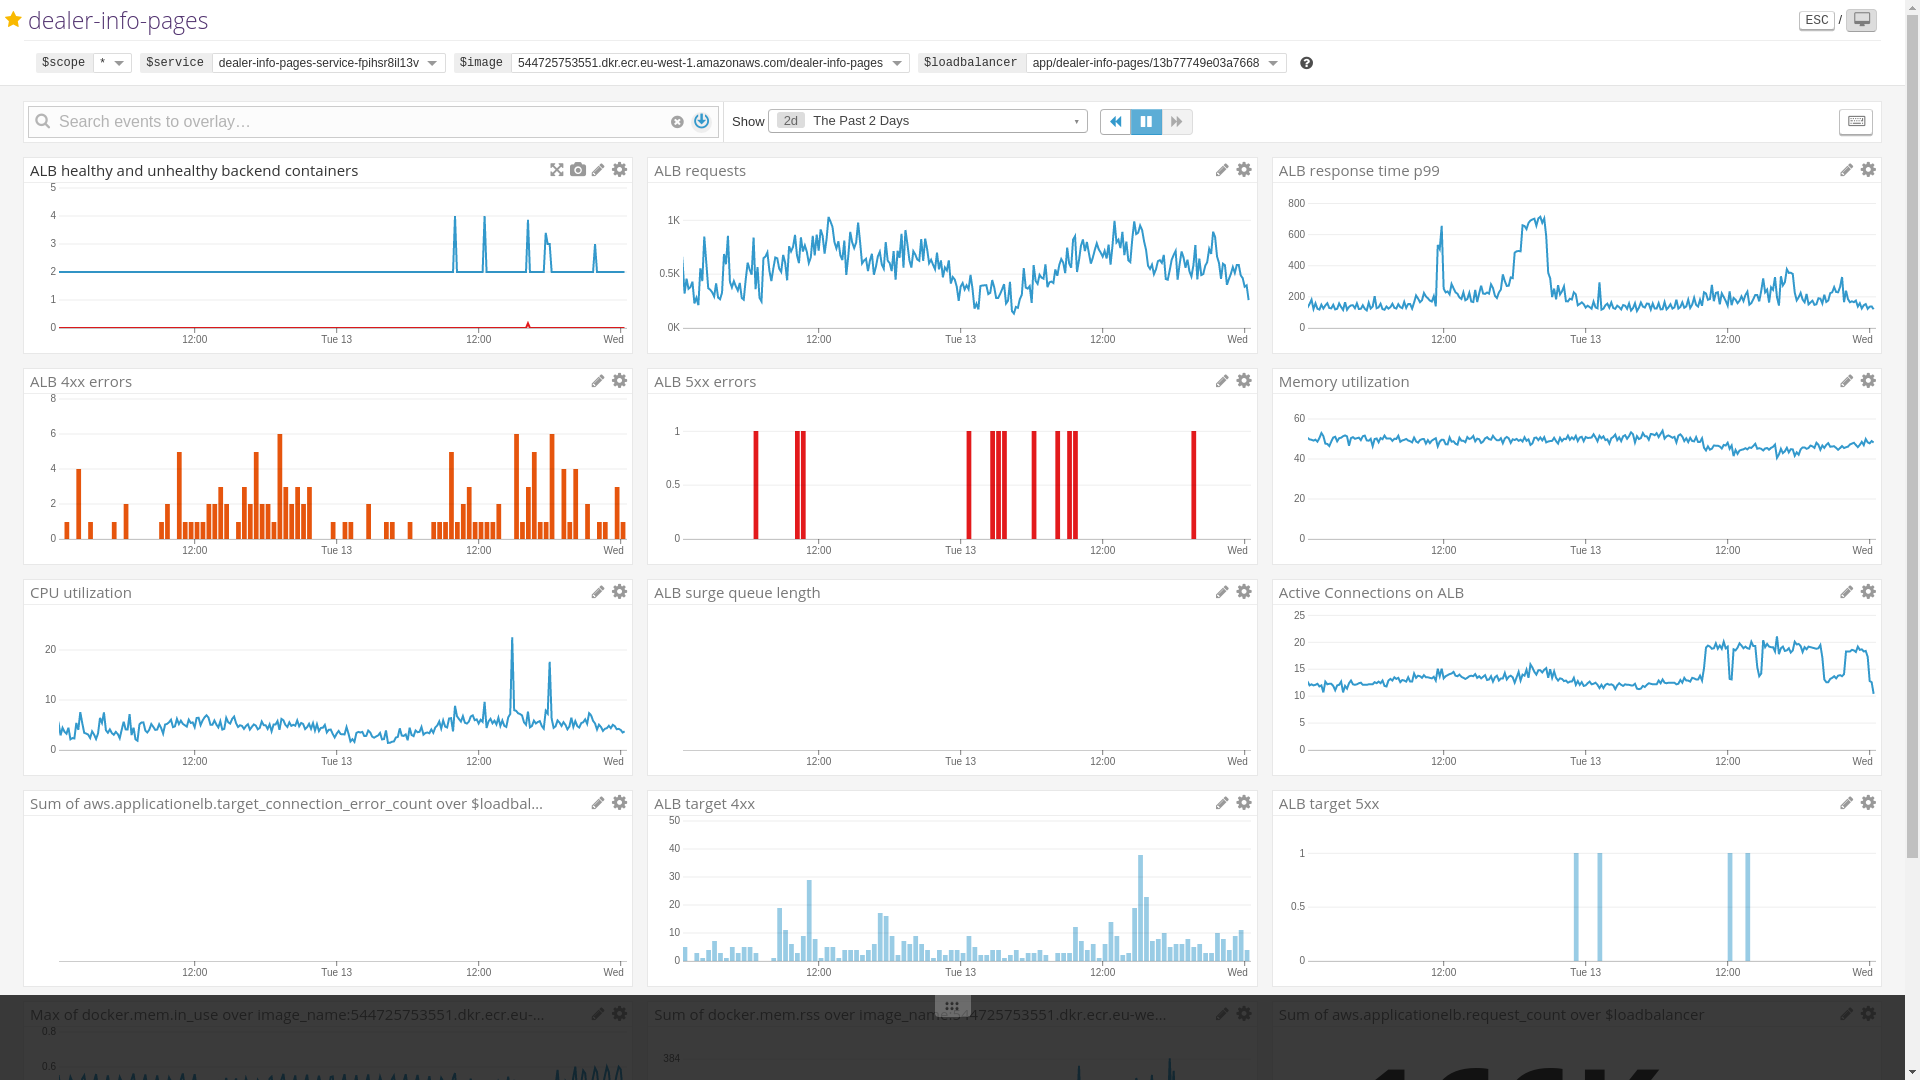 dealer-info-pages
ESC /
$scope * $service dealer-info-pages-service-fpihsr8il13v $image 544725753551.dkr.ecr.eu-west-1.amazonaws.com/dealer-info-pages $loadbalancer app/dealer-info-pages/13b77749e03a7668
Search events to overlay… Show 2d The Past 2 Days
ALB healthy and unhealthy backend containers
5
4
3
2
1
0
12:00 Tue 13 12:00 Wed
ALB requests
1K
0.5K
0K
12:00 Tue 13 12:00 Wed
ALB response time p99
800
600
400
200
0
12:00 Tue 13 12:00 Wed
ALB 4xx errors
8
6
4
2
0
12:00 Tue 13 12:00 Wed
ALB 5xx errors
1
0.5
0
12:00 Tue 13 12:00 Wed
Memory utilization
60
40
20
0
12:00 Tue 13 12:00 Wed
CPU utilization
20
10
0
12:00 Tue 13 12:00 Wed
ALB surge queue length
12:00 Tue 13 12:00 Wed
Active Connections on ALB
25
20
15
10
5
0
12:00 Tue 13 12:00 Wed
Sum of aws.applicationelb.target_connection_error_count over $loadbal...
12:00 Tue 13 12:00 Wed
ALB target 4xx
50
40
30
20
10
0
12:00 Tue 13 12:00 Wed
ALB target 5xx
1
0.5
0
12:00 Tue 13 12:00 Wed
Max of docker.mem.in_use over image_name:544725753551.dkr.ecr.eu-...
0.8
0.6
Sum of docker.mem.rss over image_name:544725753551.dkr.ecr.eu-we...
384
Sum of aws.applicationelb.request_count over $loadbalancer